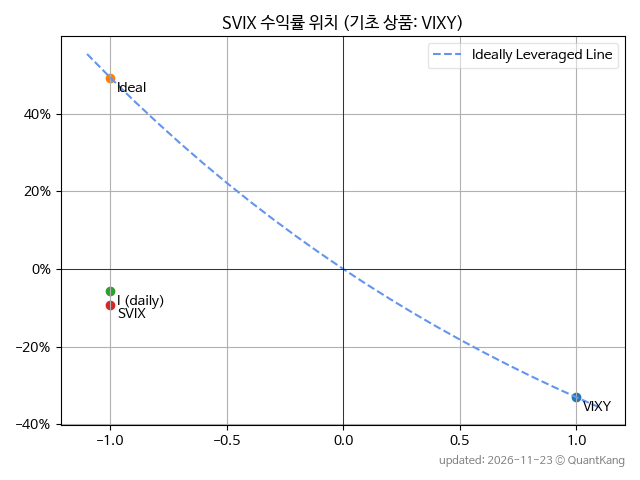 SVIX 수익률 위치 (기초 상품: VIXY)
Ideally Leveraged Line
Ideal
40%
20%
0%
I (daily)
SVIX
−20%
VIXY
−40%
−1.0
−0.5
0.0
0.5
1.0
updated: 2026-11-23 © QuantKang